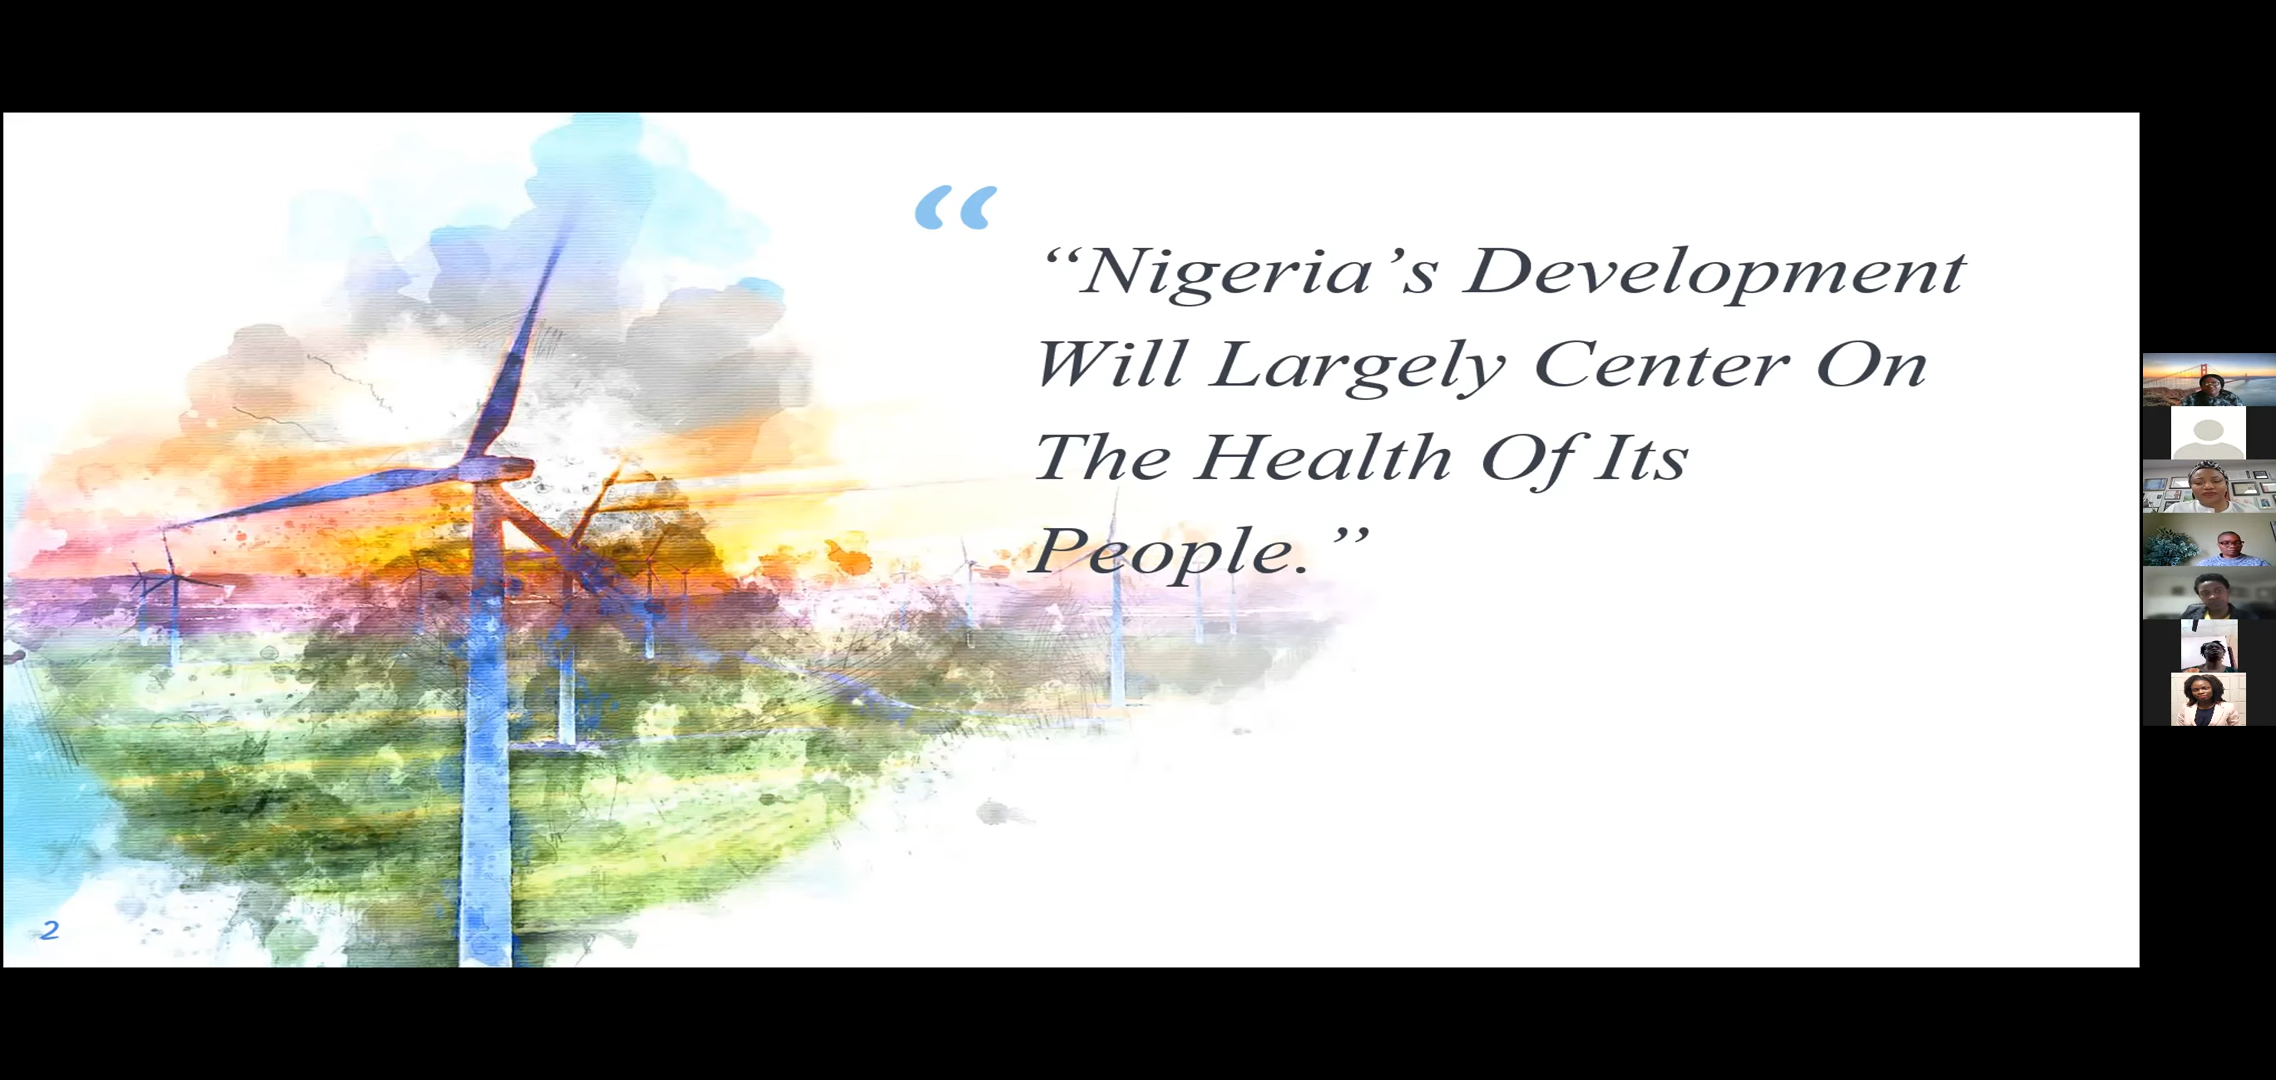 “
“Nigeria’s Development
Will Largely Center On
The Health Of Its
People.”
2